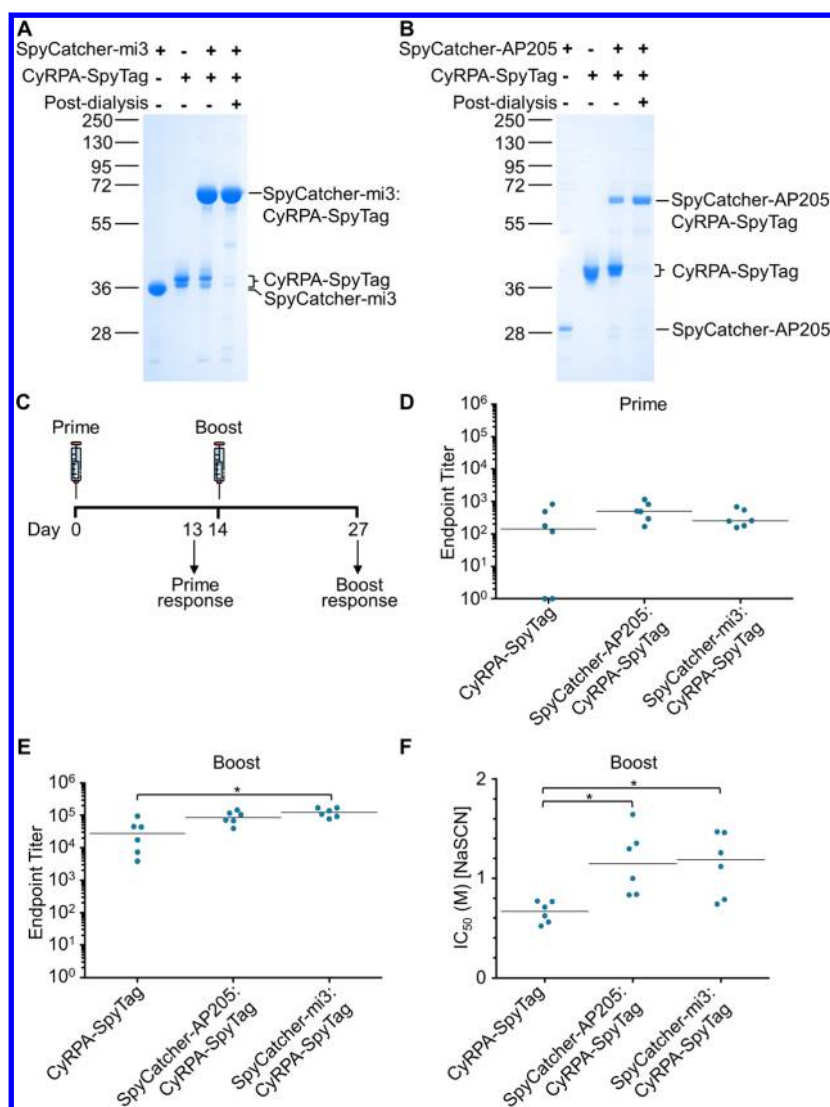 A
SpyCatcher-mi3 + - + +
CyRPA-SpyTag - + + +
Post-dialysis +
250
130
95
72
55
36
28
SpyCatcher-mi3:
CyRPA-SpyTag
CyRPA-SpyTag
SpyCatcher-mi3
B
SpyCatcher-AP205 + - + +
CyRPA-SpyTag - + + +
Post-dialysis +
250
130
95
72
55
36
28
SpyCatcher-AP205
CyRPA-SpyTag
CyRPA-SpyTag
SpyCatcher-AP205
C
Prime Boost
Day 0 13 14 27
Prime response
Boost response
D
Prime
Endpoint Titer
10⁶
10⁵
10⁴
10³
10²
10¹
10⁰
CyRPA-SpyTag
SpyCatcher-AP205:
CyRPA-SpyTag
SpyCatcher-mi3:
CyRPA-SpyTag
E
Boost
*
Endpoint Titer
10⁶
10⁵
10⁴
10³
10²
10¹
10⁰
CyRPA-SpyTag
SpyCatcher-AP205:
CyRPA-SpyTag
SpyCatcher-mi3:
CyRPA-SpyTag
F
Boost
*
*
IC₅₀ (M) [NaSCN]
2
1
0
CyRPA-SpyTag
SpyCatcher-AP205:
CyRPA-SpyTag
SpyCatcher-mi3:
CyRPA-SpyTag